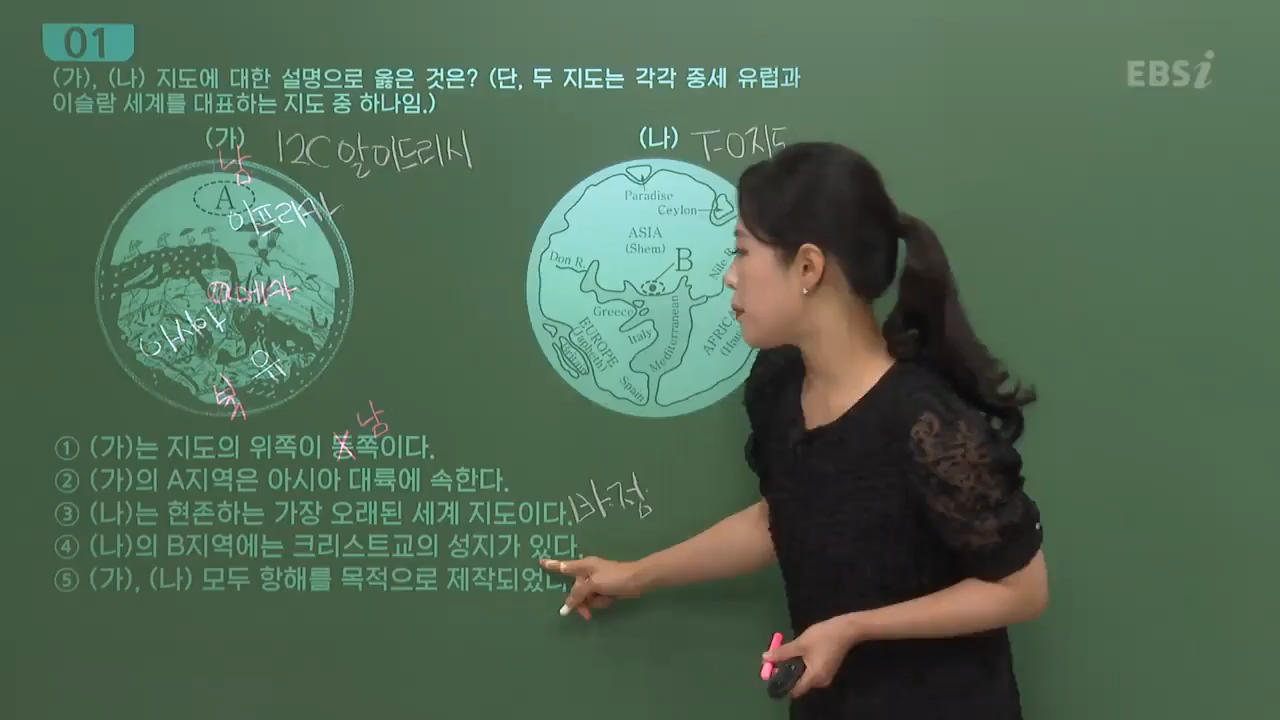 01
EBSi
(가), (나) 지도에 대한 설명으로 옳은 것은? (단, 두 지도는 각각 중세 유럽과
이슬람 세계를 대표하는 지도 중 하나임.)
(가) 12C 알이드리시
남
A
아프리카
메카
아시아
유
북
(나) T-O지도
Paradise
Ceylon
ASIA
(Shem)
Don R.
B
Nile R.
Greece
Italy
Mediterranean
EUROPE
(Japheth)
AFRICA
Spain
남
① (가)는 지도의 위쪽이 동쪽이다.
② (가)의 A지역은 아시아 대륙에 속한다.
③ (나)는 현존하는 가장 오래된 세계 지도이다. 바·점
④ (나)의 B지역에는 크리스트교의 성지가 있다.
⑤ (가), (나) 모두 항해를 목적으로 제작되었다